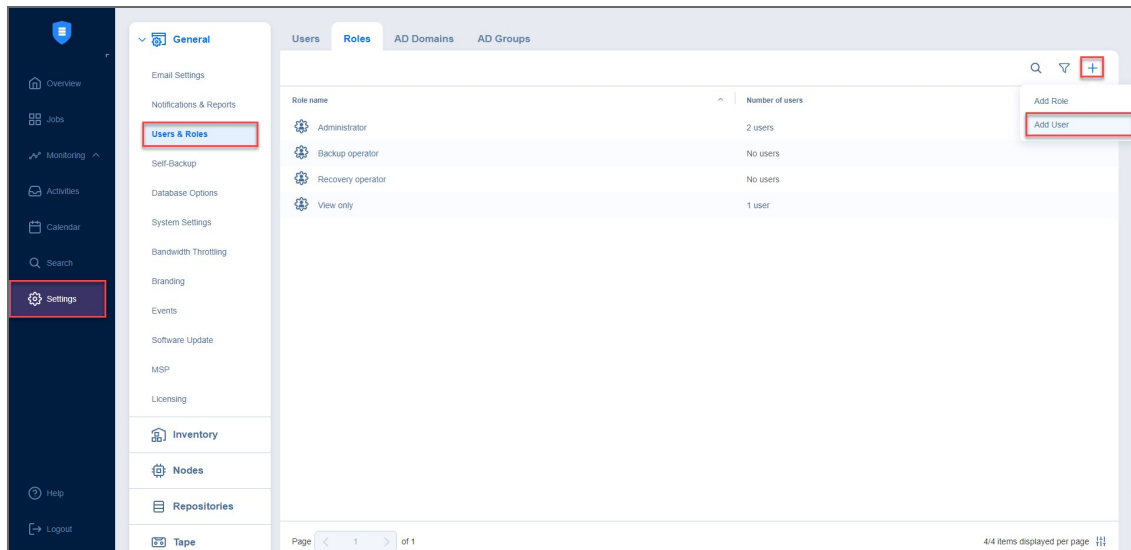 Overview
Jobs
Monitoring
Activities
Calendar
Search
Settings
Help
Logout
General
Email Settings
Notifications & Reports
Users & Roles
Self-Backup
Database Options
System Settings
Bandwidth Throttling
Branding
Events
Software Update
MSP
Licensing
Inventory
Nodes
Repositories
Tape
Users Roles AD Domains AD Groups
Role name Number of users
Administrator 2 users
Backup operator No users
Recovery operator No users
View only 1 user
Add Role
Add User
Page 1 of 1
4/4 items displayed per page